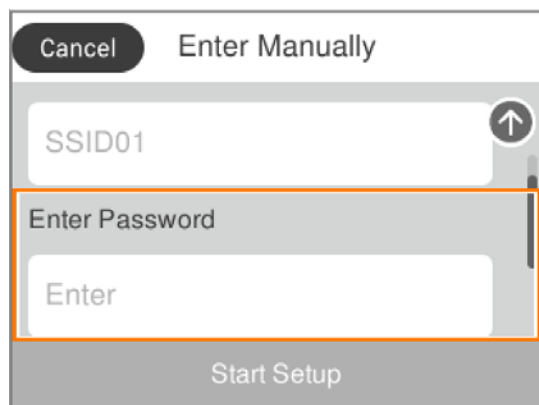 Cancel Enter Manually
SSID01
Enter Password
Enter
Start Setup